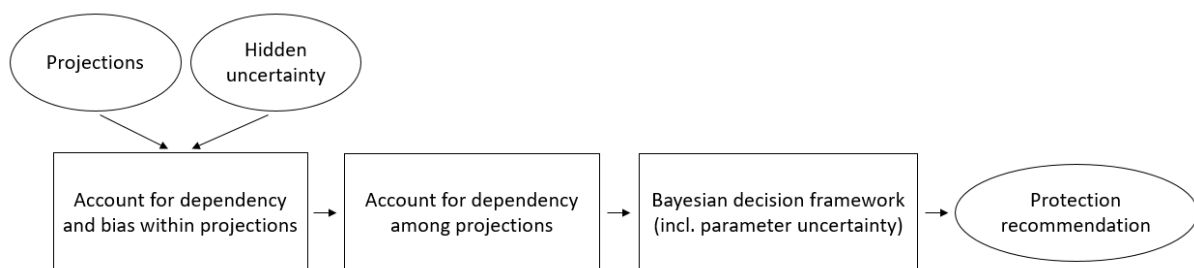 Projections
Hidden
uncertainty
Account for dependency
and bias within projections
Account for dependency
among projections
Bayesian decision framework
(incl. parameter uncertainty)
Protection
recommendation